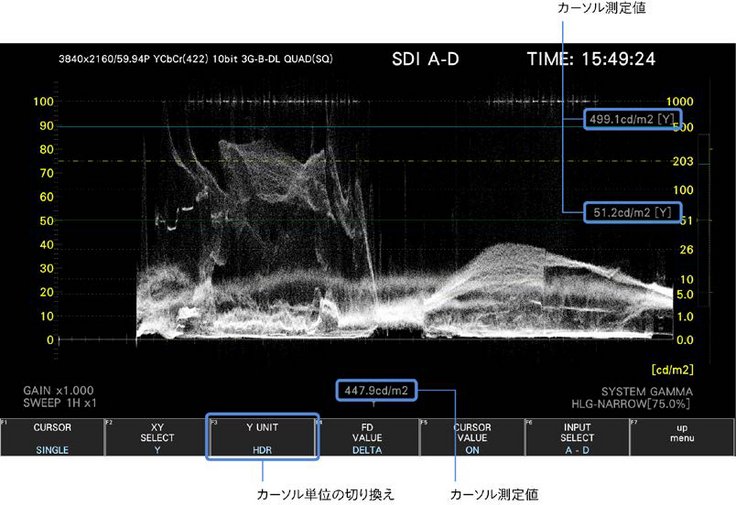 カーソル測定値
3840x2160/59.94P YCbCr(422) 10bit 3G-B-DL QUAD(SQ)
SDI A-D
TIME: 15:49:24
100
90
80
70
60
50
40
30
20
10
0
1000
499.1cd/m2 [Y]
500
203
100
51.2cd/m2 [Y]
51
26
10
5.0
1.0
0.0
[cd/m2]
GAIN x1.000
SWEEP 1H x1
447.9cd/m2
SYSTEM GAMMA
HLG-NARROW[75.0%]
F1 CURSOR
SINGLE
F2 XY
SELECT
Y
F3 Y UNIT
HDR
F4 FD
VALUE
DELTA
F5 CURSOR
VALUE
ON
F6 INPUT
SELECT
A - D
F7 up
menu
カーソル単位の切り換え
カーソル測定値